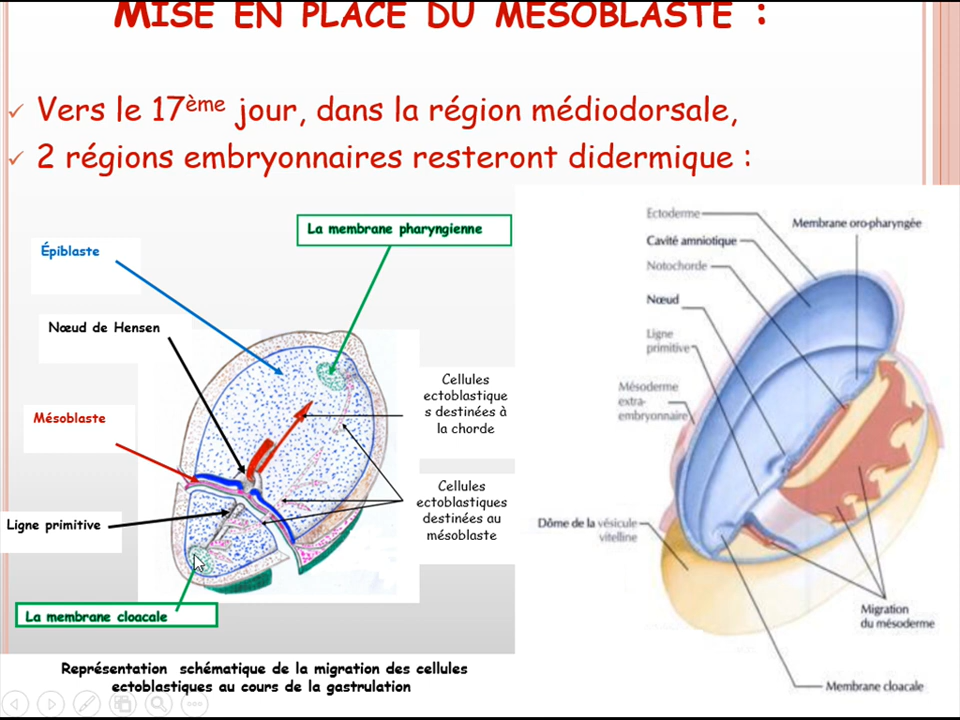 MISE EN PLACE DU MÉSOBLASTE :
Vers le 17ème jour, dans la région médiodorsale,
2 régions embryonnaires resteront didermique :
La membrane pharyngienne
Épiblaste
Nœud de Hensen
Mésoblaste
Ligne primitive
La membrane cloacale
Cellules
ectoblastique
s destinées à
la chorde
Cellules
ectoblastiques
destinées au
mésoblaste
Représentation schématique de la migration des cellules
ectoblastiques au cours de la gastrulation
Ectoderme
Membrane oro-pharyngée
Cavité amniotique
Notochorde
Nœud
Ligne
primitive
Mésoderme
extra-
embryonnaire
Dôme de la vésicule
vitelline
Migration
du mésoderme
Membrane cloacale